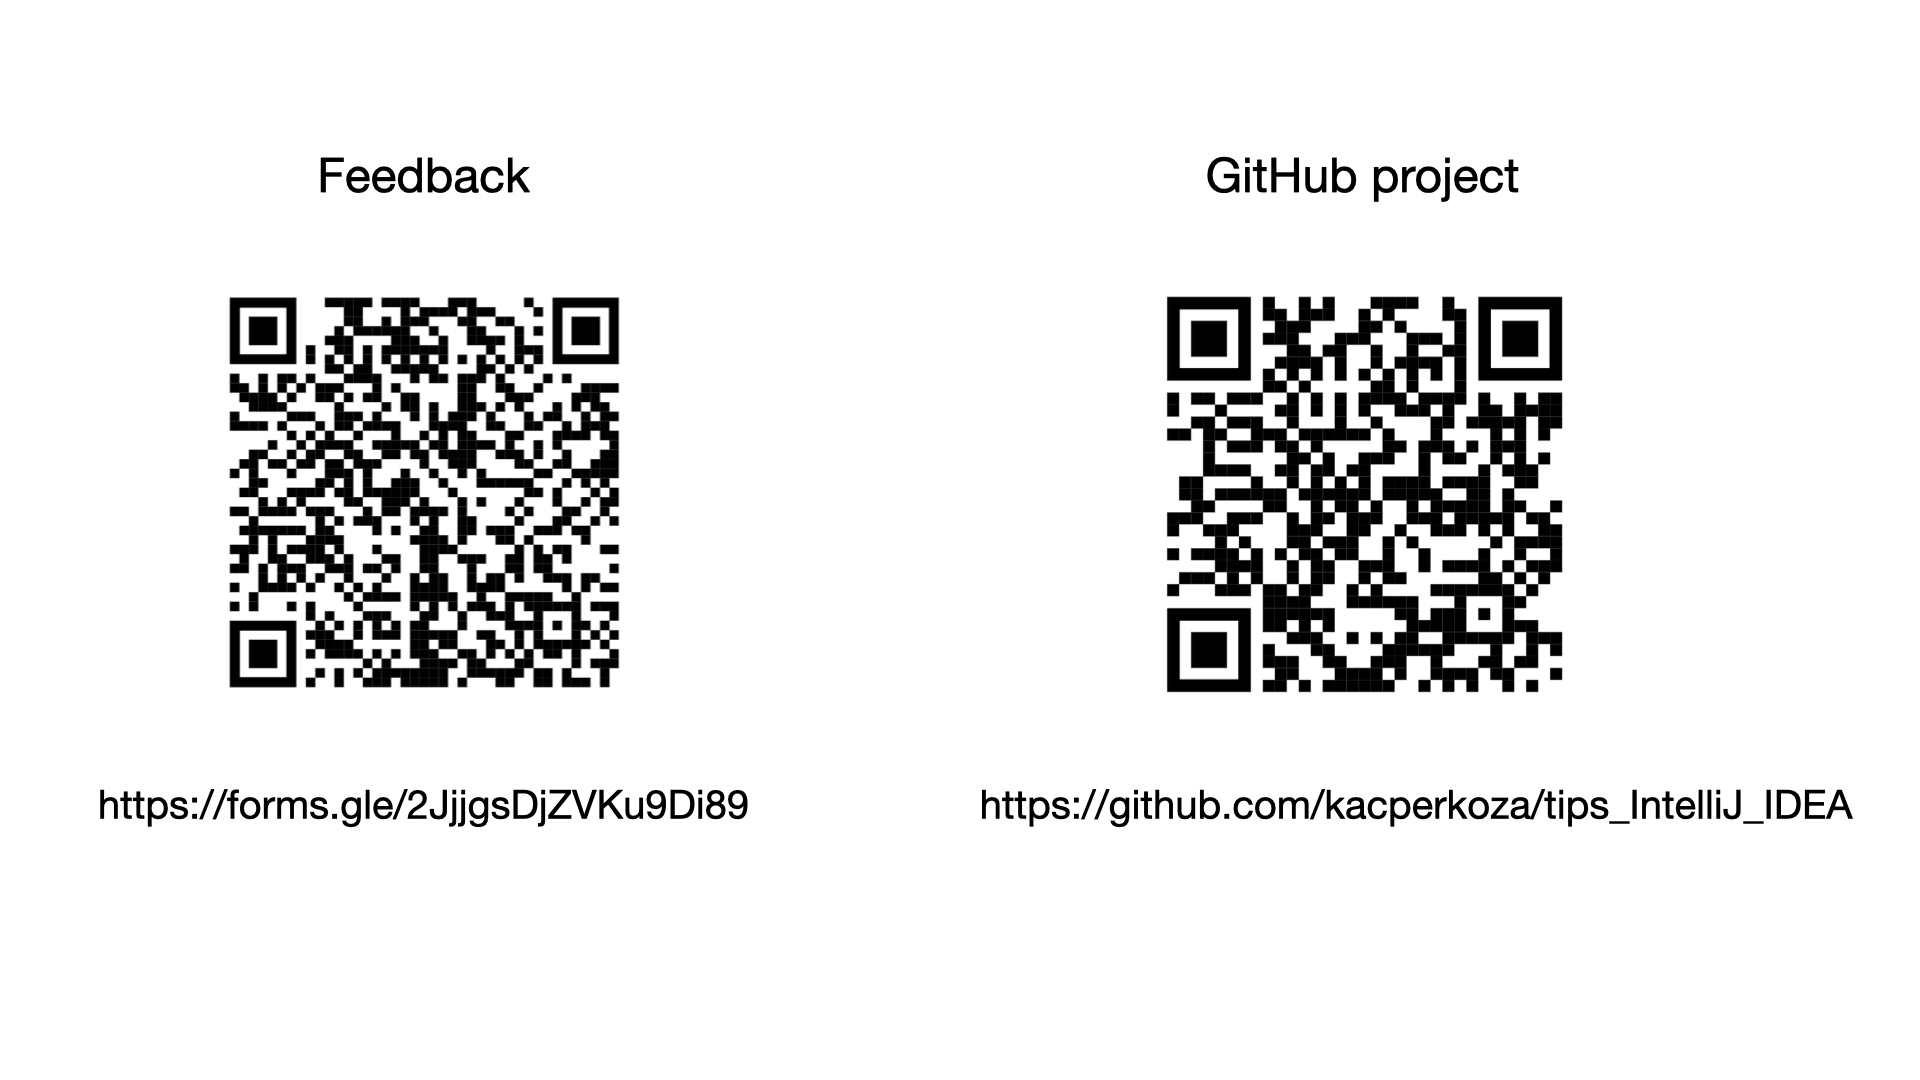 Feedback
GitHub project
https://forms.gle/2JjjgsDjZVKu9Di89
https://github.com/kacperkoza/tips_IntelliJ_IDEA